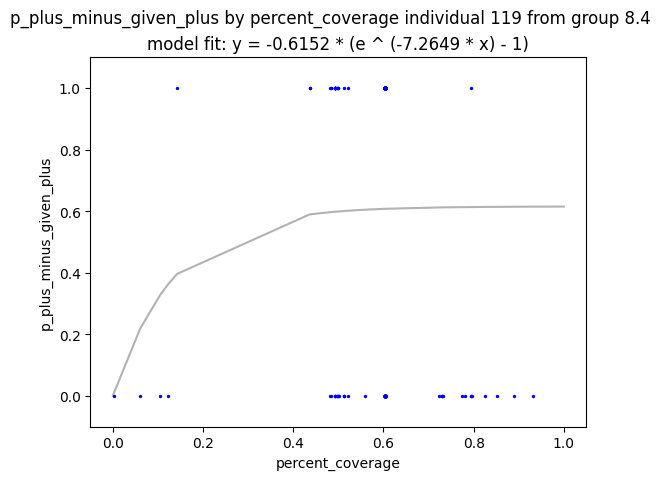 p_plus_minus_given_plus by percent_coverage individual 119 from group 8.4
model fit: y = -0.6152 * (e ^ (-7.2649 * x) - 1)
1.0
0.8
0.6
0.4
0.2
0.0
p_plus_minus_given_plus
0.0 0.2 0.4 0.6 0.8 1.0
percent_coverage